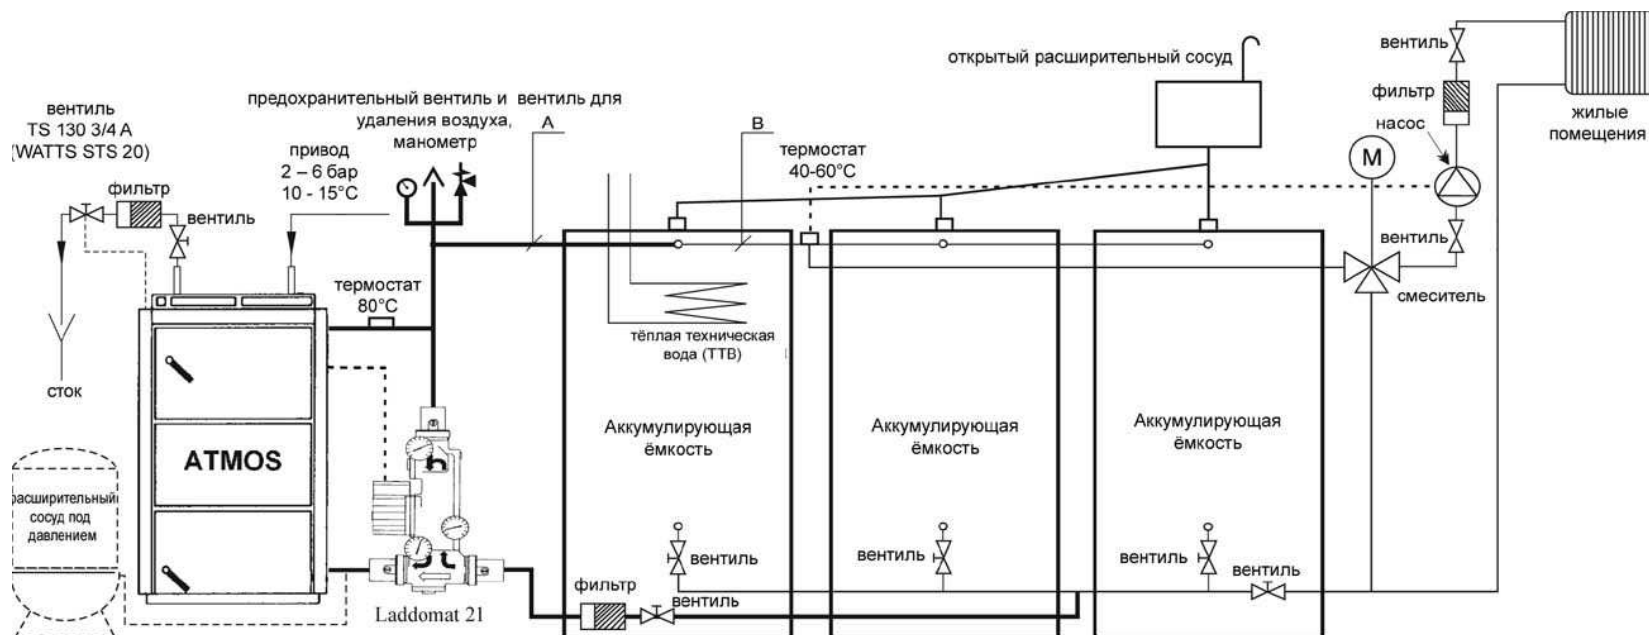 вентиль
TS 130 3/4 A
(WATTS STS 20)
фильтр
вентиль
сток
привод
2 – 6 бар
10 - 15°C
предохранительный вентиль и вентиль для
удаления воздуха,
манометр
термостат
80°C
A
B
термостат
40-60°C
открытый расширительный сосуд
вентиль
фильтр
насос
M
вентиль
смеситель
жилые
помещения
тёплая техническая
вода (ТТВ)
ATMOS
расширительный
сосуд под
давлением
Laddomat 21
Аккумулирующая
ёмкость
Аккумулирующая
ёмкость
Аккумулирующая
ёмкость
вентиль
вентиль
вентиль
вентиль
фильтр
вентиль